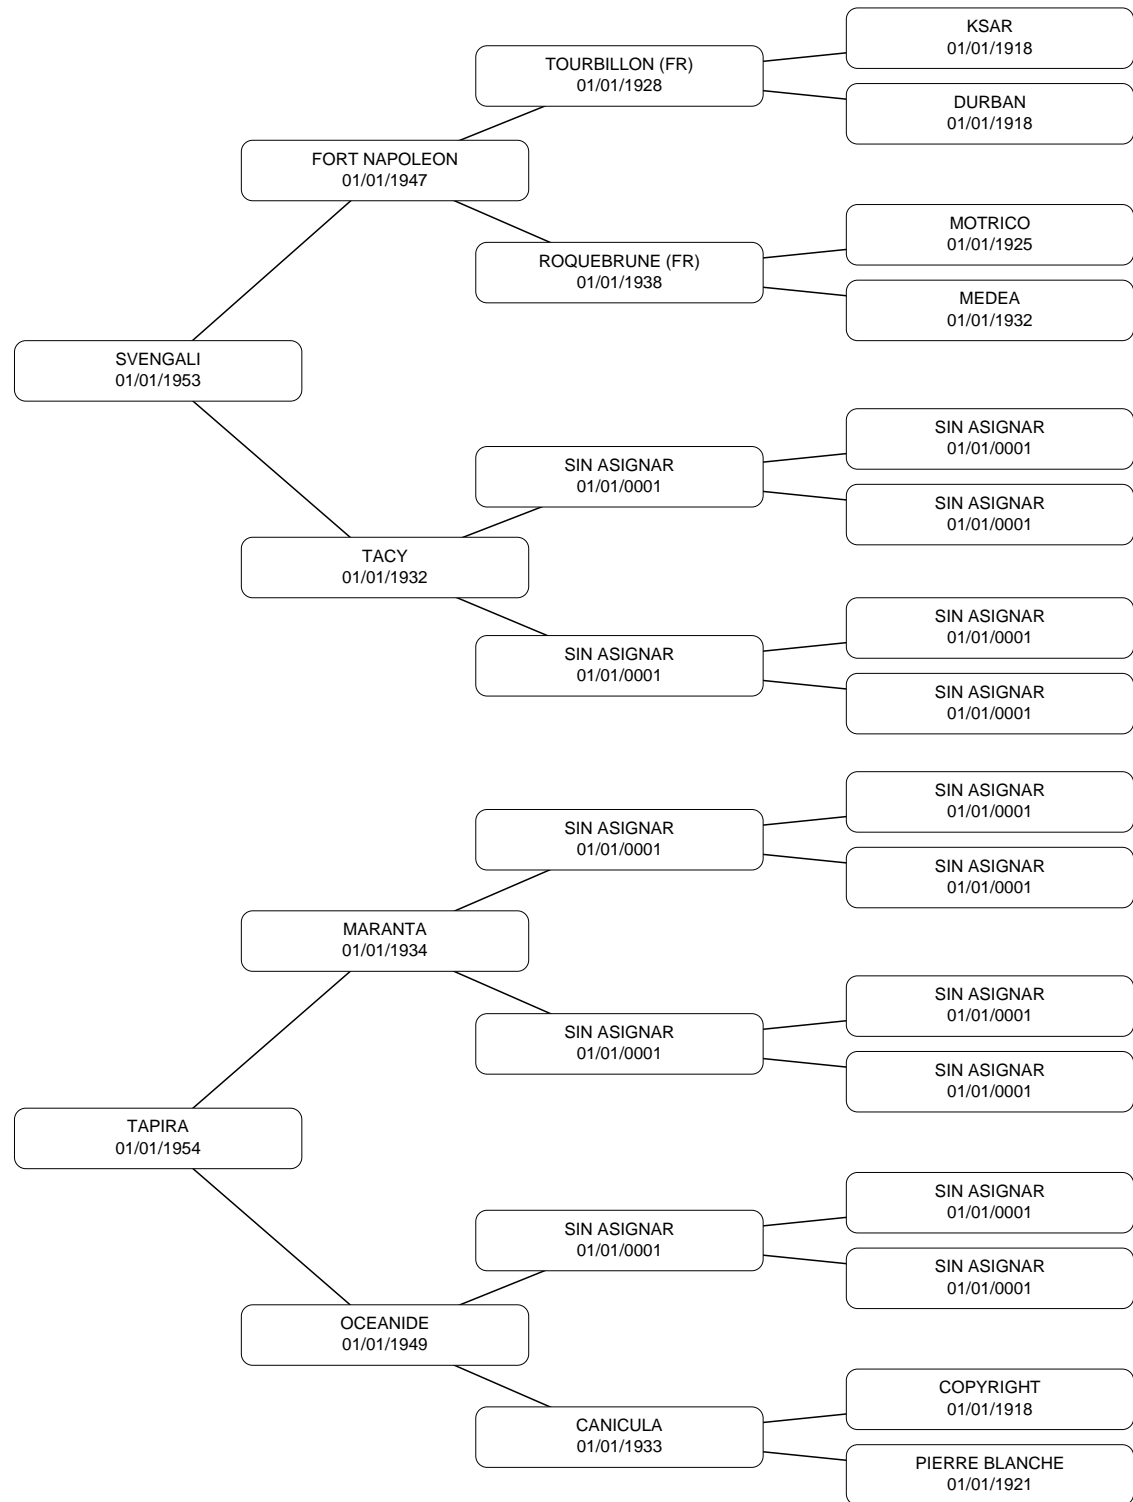 KSAR
01/01/1918
TOURBILLON (FR)
01/01/1928
DURBAN
01/01/1918
FORT NAPOLEON
01/01/1947
MOTRICO
01/01/1925
ROQUEBRUNE (FR)
01/01/1938
MEDEA
01/01/1932
SVENGALI
01/01/1953
SIN ASIGNAR
01/01/0001
SIN ASIGNAR
01/01/0001
SIN ASIGNAR
01/01/0001
TACY
01/01/1932
SIN ASIGNAR
01/01/0001
SIN ASIGNAR
01/01/0001
SIN ASIGNAR
01/01/0001
SIN ASIGNAR
01/01/0001
SIN ASIGNAR
01/01/0001
SIN ASIGNAR
01/01/0001
MARANTA
01/01/1934
SIN ASIGNAR
01/01/0001
SIN ASIGNAR
01/01/0001
SIN ASIGNAR
01/01/0001
TAPIRA
01/01/1954
SIN ASIGNAR
01/01/0001
SIN ASIGNAR
01/01/0001
SIN ASIGNAR
01/01/0001
OCEANIDE
01/01/1949
COPYRIGHT
01/01/1918
CANICULA
01/01/1933
PIERRE BLANCHE
01/01/1921